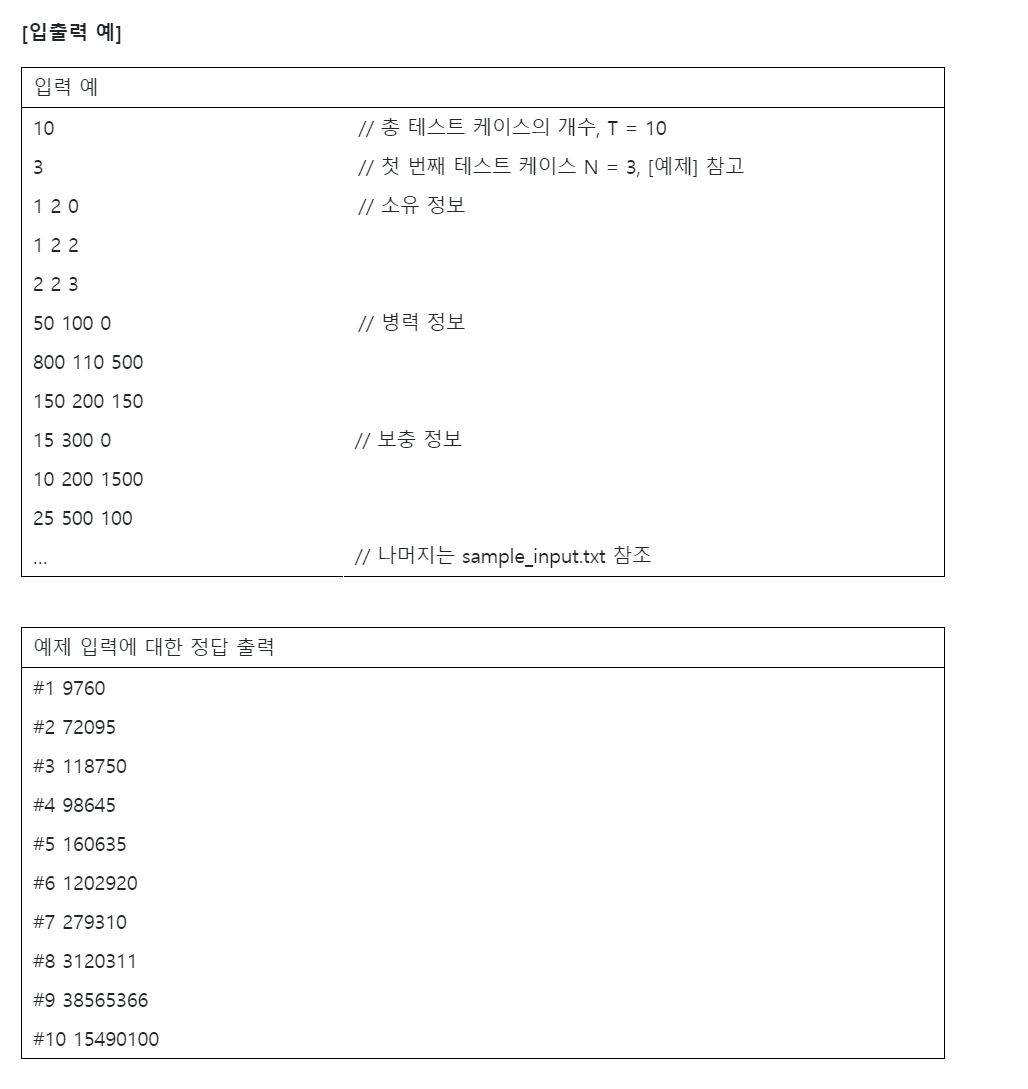 [입출력 예]
입력 예
10 // 총 테스트 케이스의 개수, T = 10
3 // 첫 번째 테스트 케이스 N = 3, [예제] 참고
1 2 0 // 소유 정보
1 2 2
2 2 3
50 100 0 // 병력 정보
800 110 500
150 200 150
15 300 0 // 보충 정보
10 200 1500
25 500 100
... // 나머지는 sample_input.txt 참조
예제 입력에 대한 정답 출력
#1 9760
#2 72095
#3 118750
#4 98645
#5 160635
#6 1202920
#7 279310
#8 3120311
#9 38565366
#10 15490100